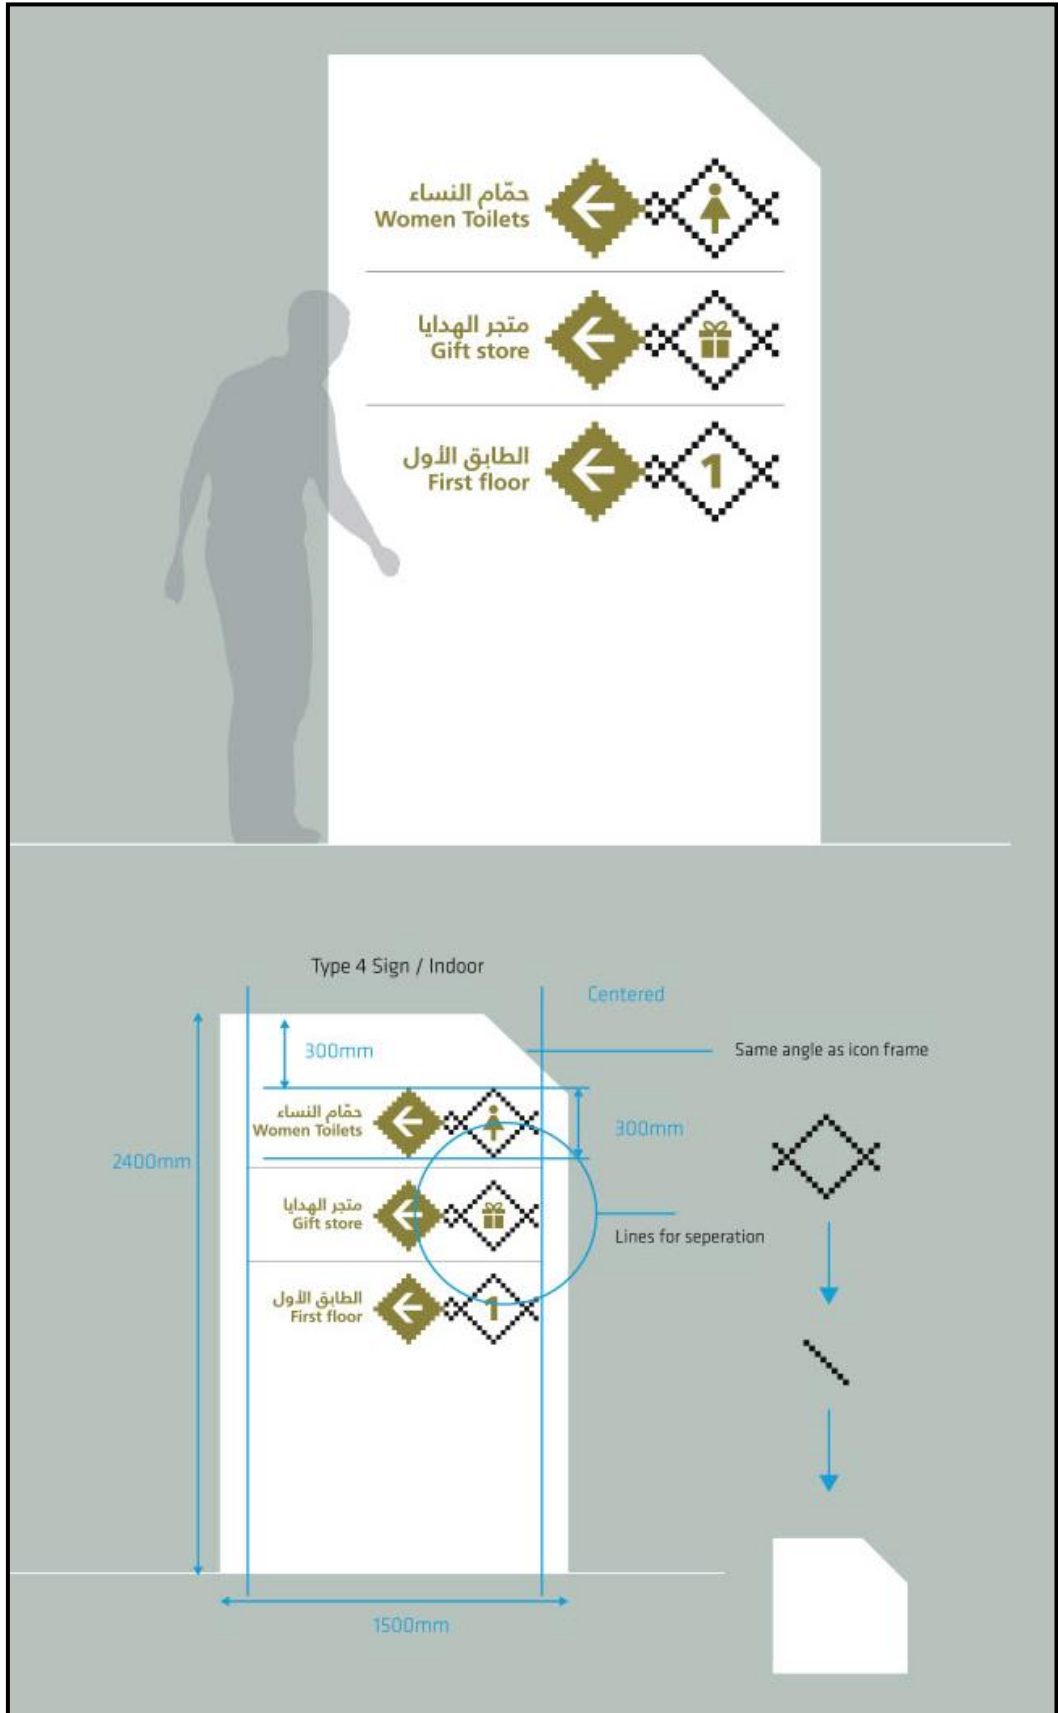 حمّام النساء
Women Toilets
متجر الهدايا
Gift store
الطابق الأول
First floor
1
Type 4 Sign / Indoor
Centered
300mm
Same angle as icon frame
حمّام النساء
Women Toilets
300mm
2400mm
متجر الهدايا
Gift store
Lines for seperation
الطابق الأول
First floor
1
1500mm